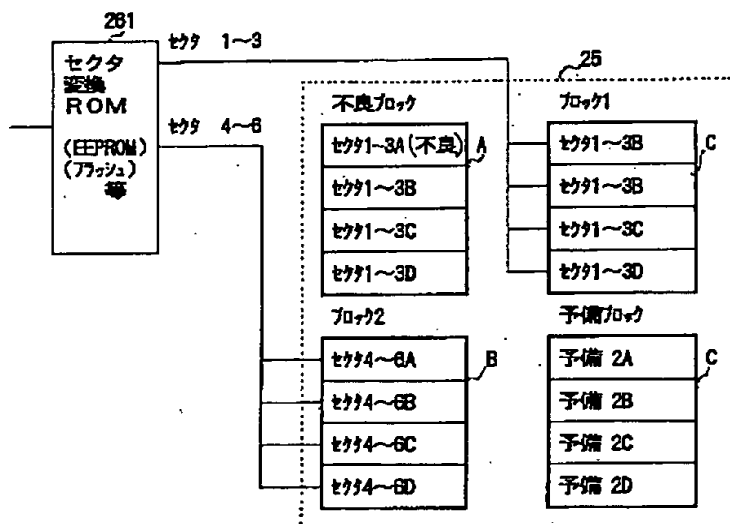 261
セクタ 1〜3
セクタ
変換
ROM
(EEPROM)
(フラッシュ)
等
セクタ 4〜6
25
不良ブロック
セクタ1〜3A(不良)
A
セクタ1〜3B
セクタ1〜3C
セクタ1〜3D
ブロック1
セクタ1〜3B
C
セクタ1〜3B
セクタ1〜3C
セクタ1〜3D
ブロック2
セクタ4〜6A
B
セクタ4〜6B
セクタ4〜6C
セクタ4〜6D
予備ブロック
予備 2A
C
予備 2B
予備 2C
予備 2D